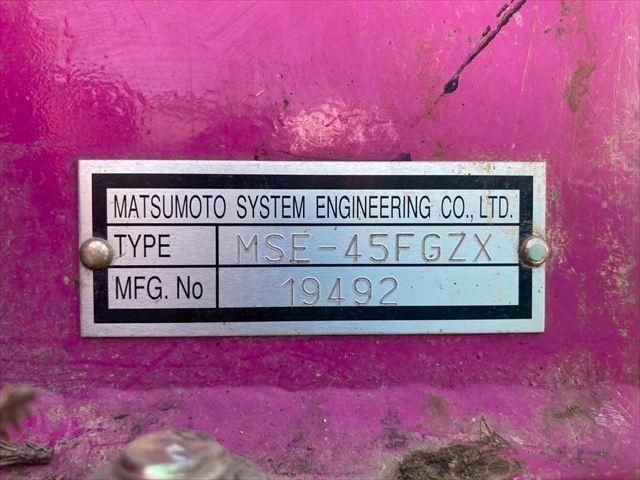 MATSUMOTO SYSTEM ENGINEERING CO., LTD.
TYPE MSE-45FGZX
MFG. No 19492